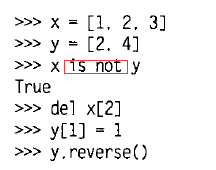 >>> x = [1, 2, 3]
>>> y = [2, 4]
>>> x is not y
True
>>> del x[2]
>>> y[1] = 1
>>> y.reverse()